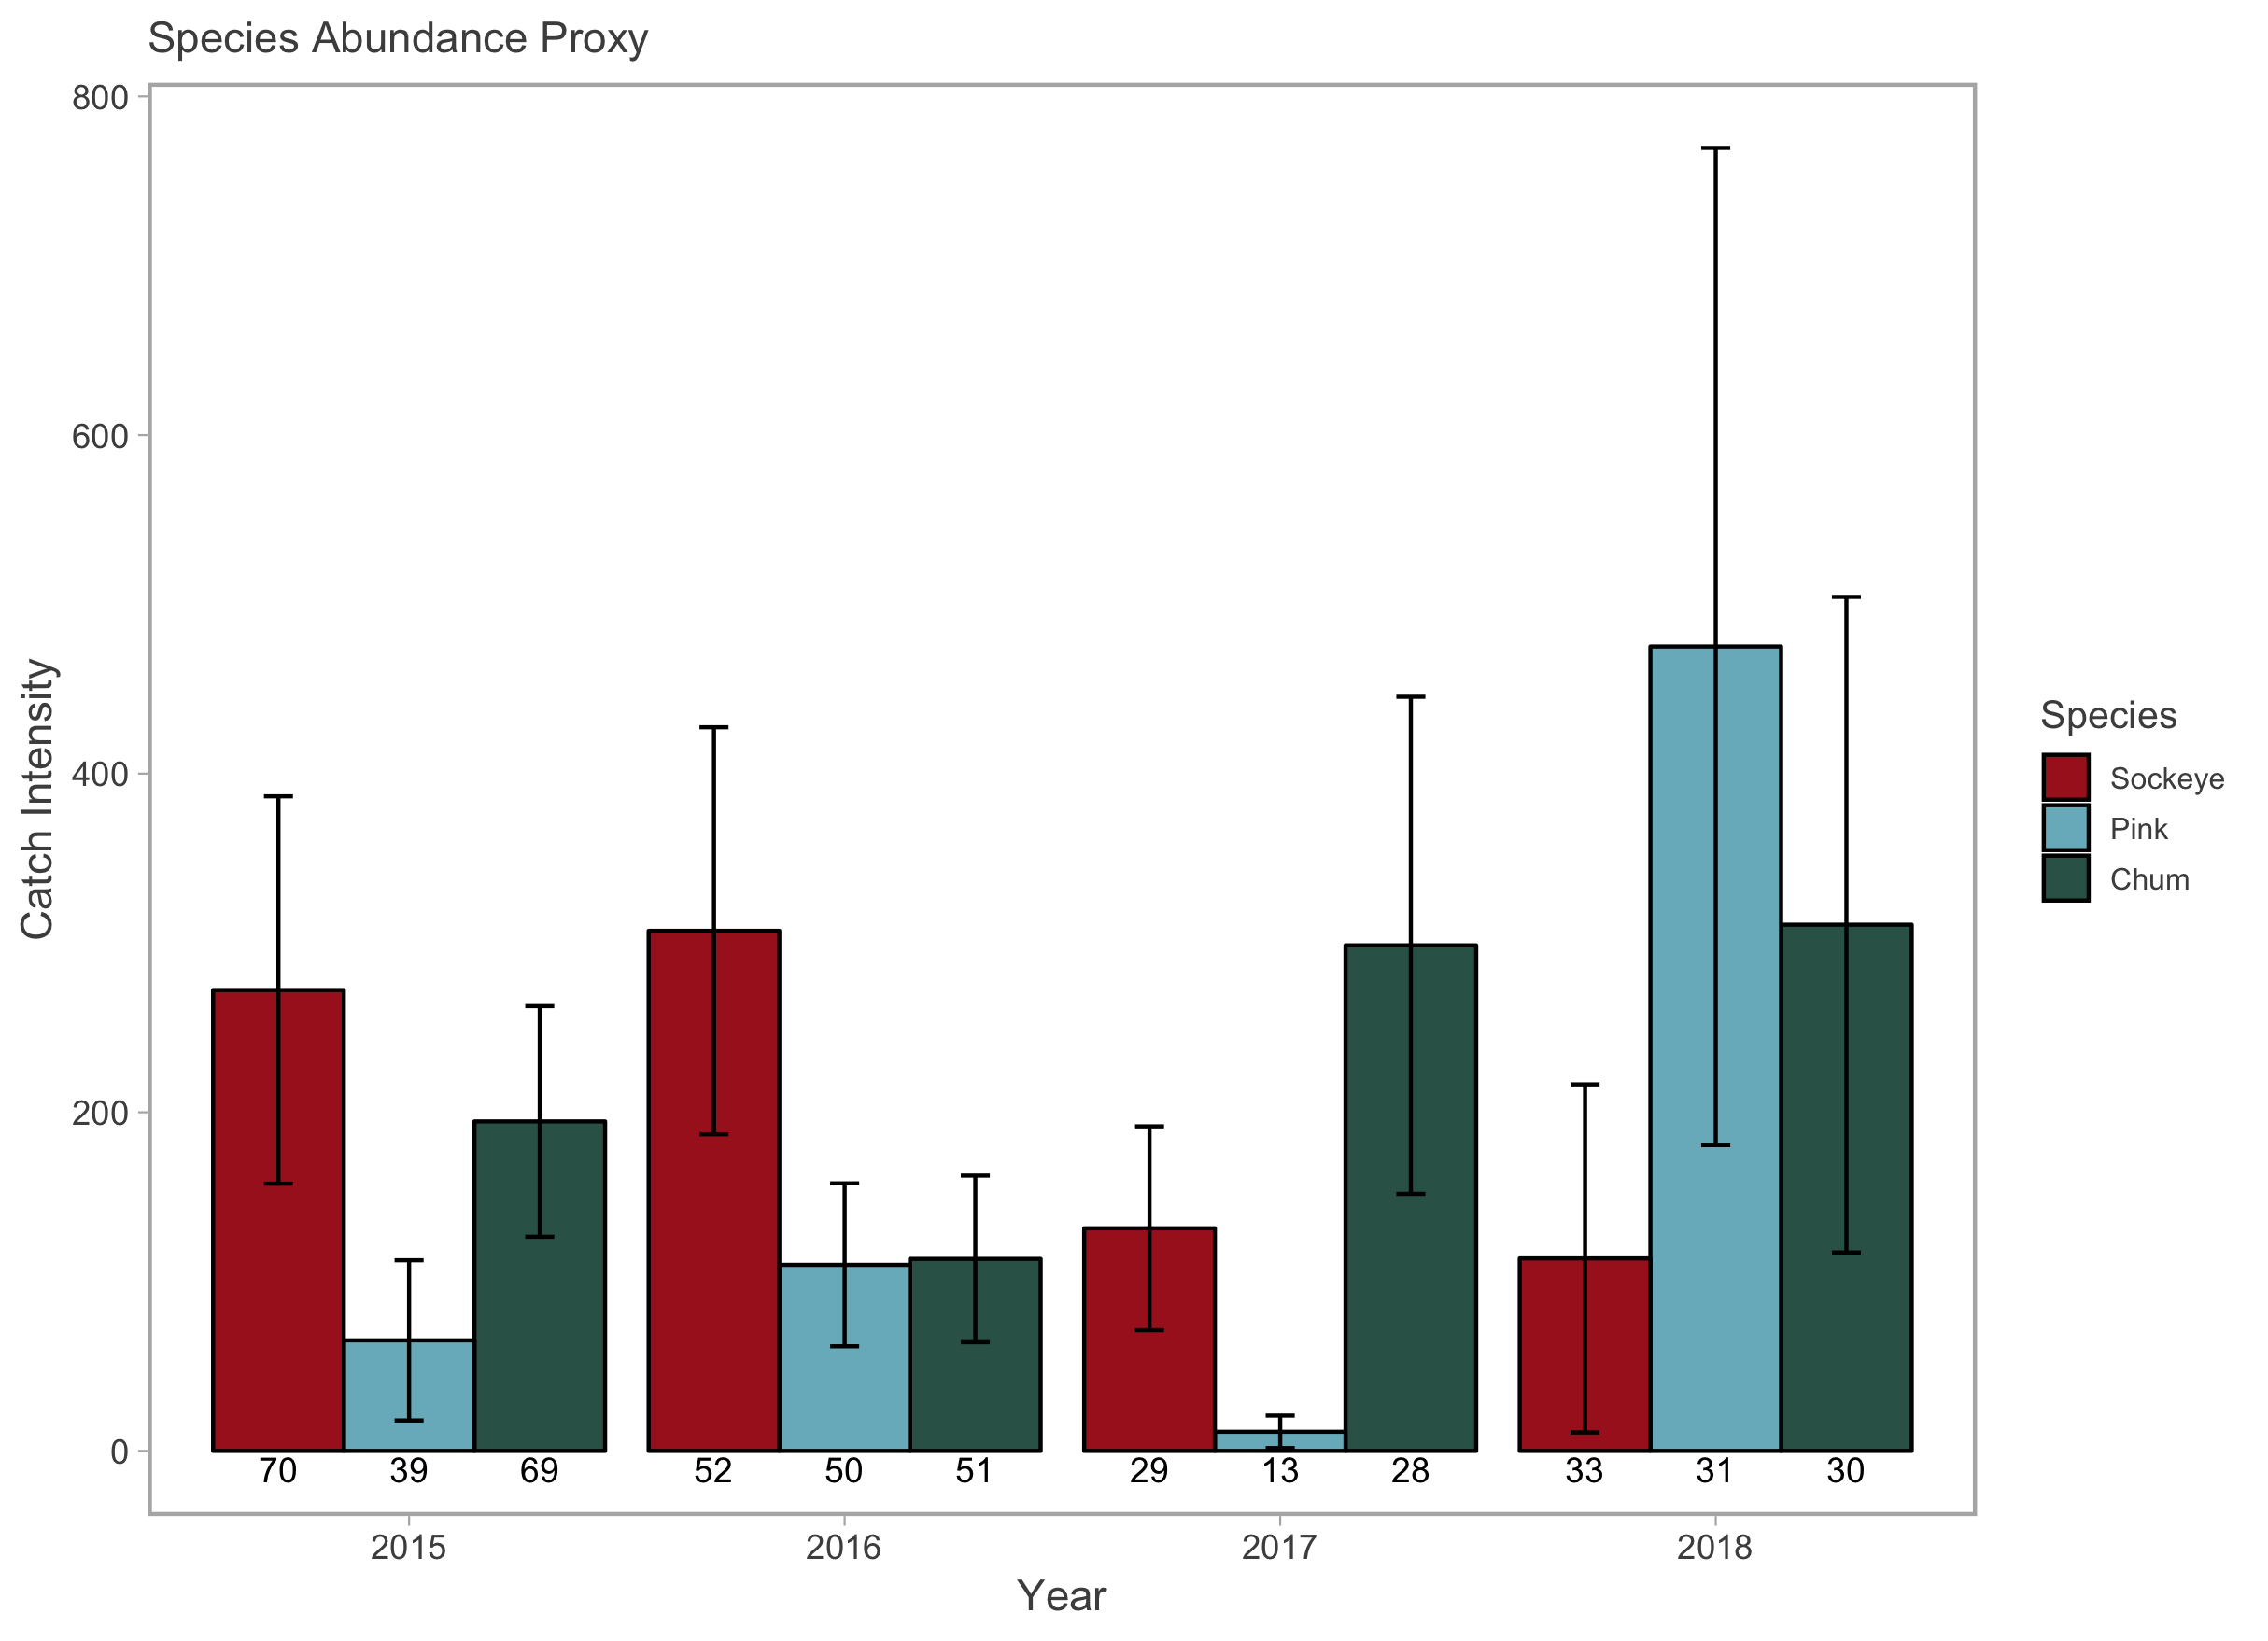 Species Abundance Proxy
800
600
400
200
0
Catch Intensity
70 39 69 52 50 51 29 13 28 33 31 30
2015 2016 2017 2018
Year
Species
Sockeye
Pink
Chum